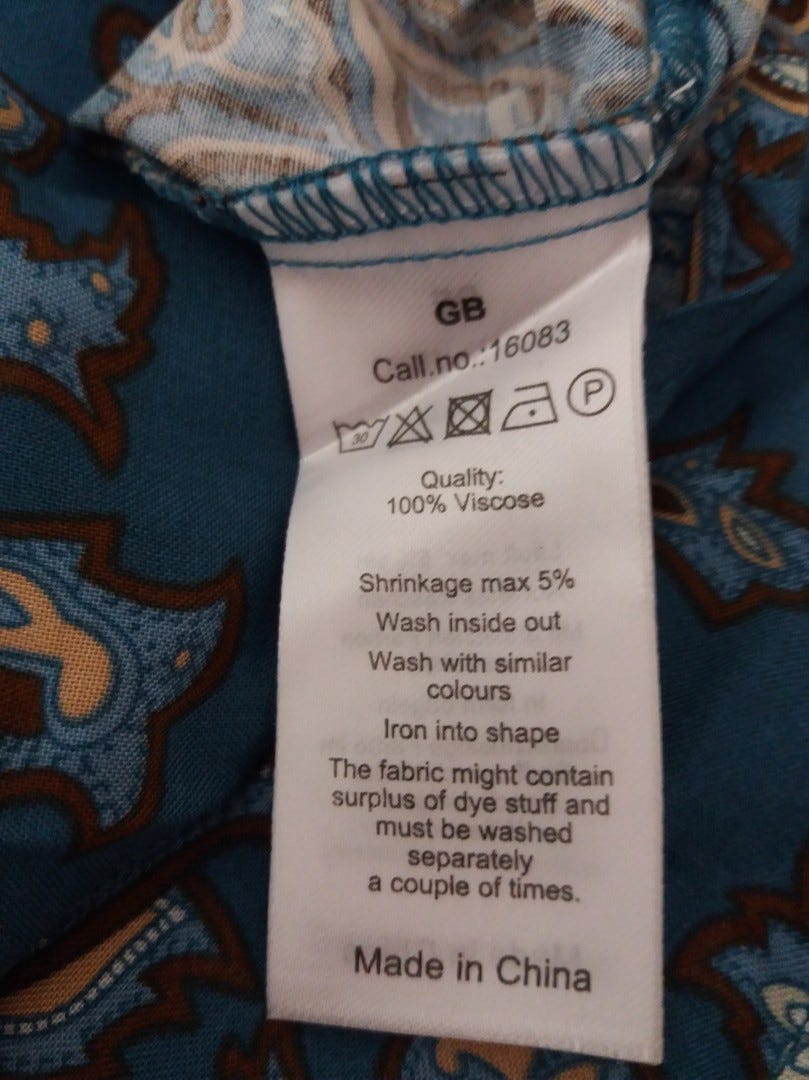 GB
Call.no.:16083
30 P
Quality:
100% Viscose
Shrinkage max 5%
Wash inside out
Wash with similar
colours
Iron into shape
The fabric might contain
surplus of dye stuff and
must be washed
separately
a couple of times.
Made in China